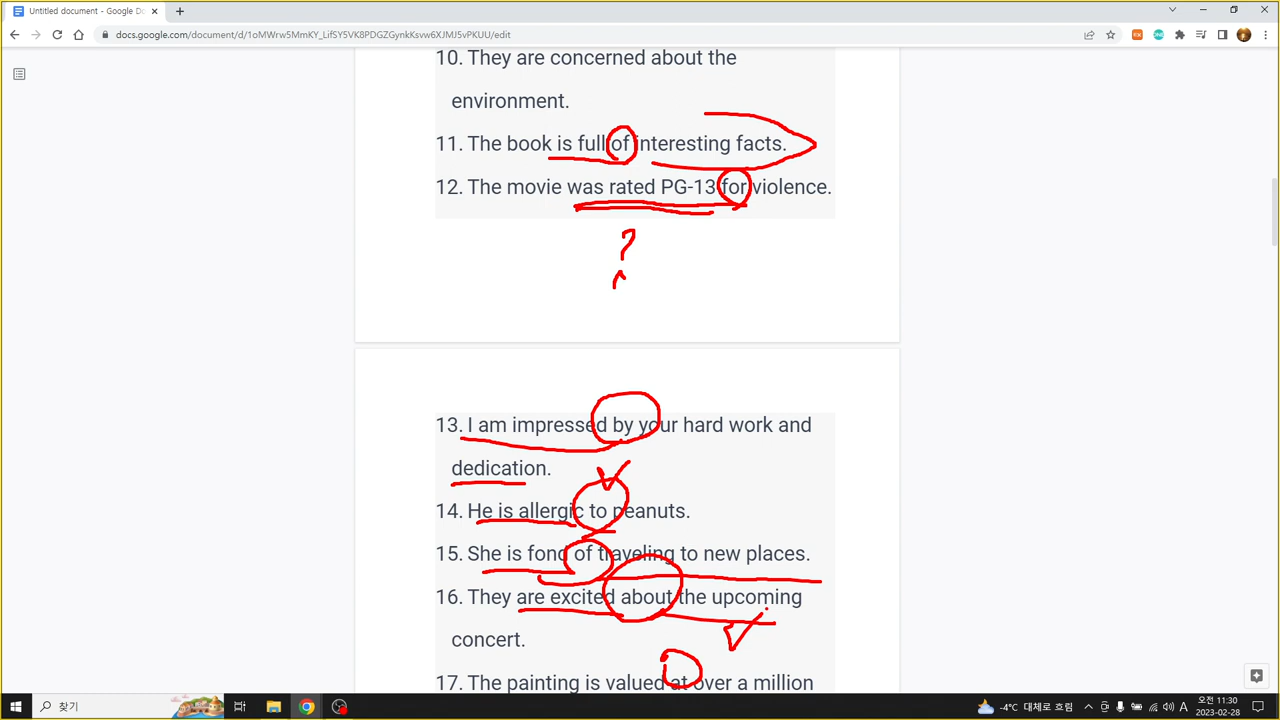 Untitled document - Google Do
docs.google.com/document/d/1oMWrw5MmKY_LifSY5VK8PDGZGynkKsvw6XJMJ5vPKUU/edit
10. They are concerned about the
environment.
11. The book is full of interesting facts.
12. The movie was rated PG-13 for violence.
?
13. I am impressed by your hard work and
dedication.
14. He is allergic to peanuts.
15. She is fond of traveling to new places.
16. They are excited about the upcoming
concert.
17. The painting is valued at over a million
찾기
-4°C 대체로 흐림
A
오전 11:30
2023-02-28